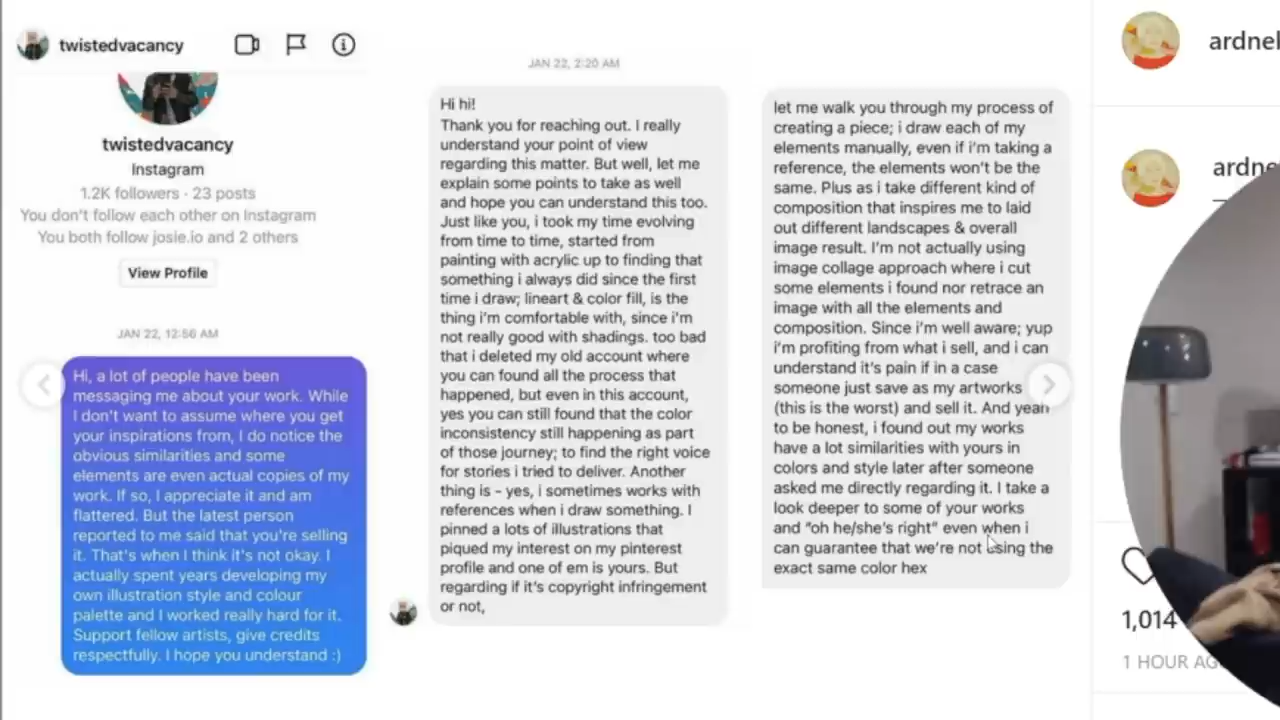 twistedvacancy
twistedvacancy
Instagram
1.2K followers · 23 posts
You don't follow each other on Instagram
You both follow josie.io and 2 others
View Profile
JAN 22, 12:56 AM
Hi, a lot of people have been
messaging me about your work. While
I don't want to assume where you get
your inspirations from, I do notice the
obvious similarities and some
elements are even actual copies of my
work. If so, I appreciate it and am
flattered. But the latest person
reported to me said that you're selling
it. That's when I think it's not okay. I
actually spent years developing my
own illustration style and colour
palette and I worked really hard for it.
Support fellow artists, give credits
respectfully. I hope you understand :)
JAN 22, 2:20 AM
Hi hi!
Thank you for reaching out. I really
understand your point of view
regarding this matter. But well, let me
explain some points to take as well
and hope you can understand this too.
Just like you, i took my time evolving
from time to time, started from
painting with acrylic up to finding that
something i always did since the first
time i draw; lineart & color fill, is the
thing i'm comfortable with, since i'm
not really good with shadings. too bad
that i deleted my old account where
you can found all the process that
happened, but even in this account,
yes you can still found that the color
inconsistency still happening as part
of those journey; to find the right voice
for stories i tried to deliver. Another
thing is - yes, i sometimes works with
references when i draw something. I
pinned a lots of illustrations that
piqued my interest on my pinterest
profile and one of em is yours. But
regarding if it's copyright infringement
or not,
let me walk you through my process of
creating a piece; i draw each of my
elements manually, even if i'm taking a
reference, the elements won't be the
same. Plus as i take different kind of
composition that inspires me to laid
out different landscapes & overall
image result. I'm not actually using
image collage approach where i cut
some elements i found nor retrace an
image with all the elements and
composition. Since i'm well aware; yup
i'm profiting from what i sell, and i can
understand it's pain if in a case
someone just save as my artworks
(this is the worst) and sell it. And yeah
to be honest, i found out my works
have a lot similarities with yours in
colors and style later after someone
asked me directly regarding it. I take a
look deeper to some of your works
and "oh he/she's right" even when i
can guarantee that we're not using the
exact same color hex
ardnel
ardne
1,014
1 HOUR AG